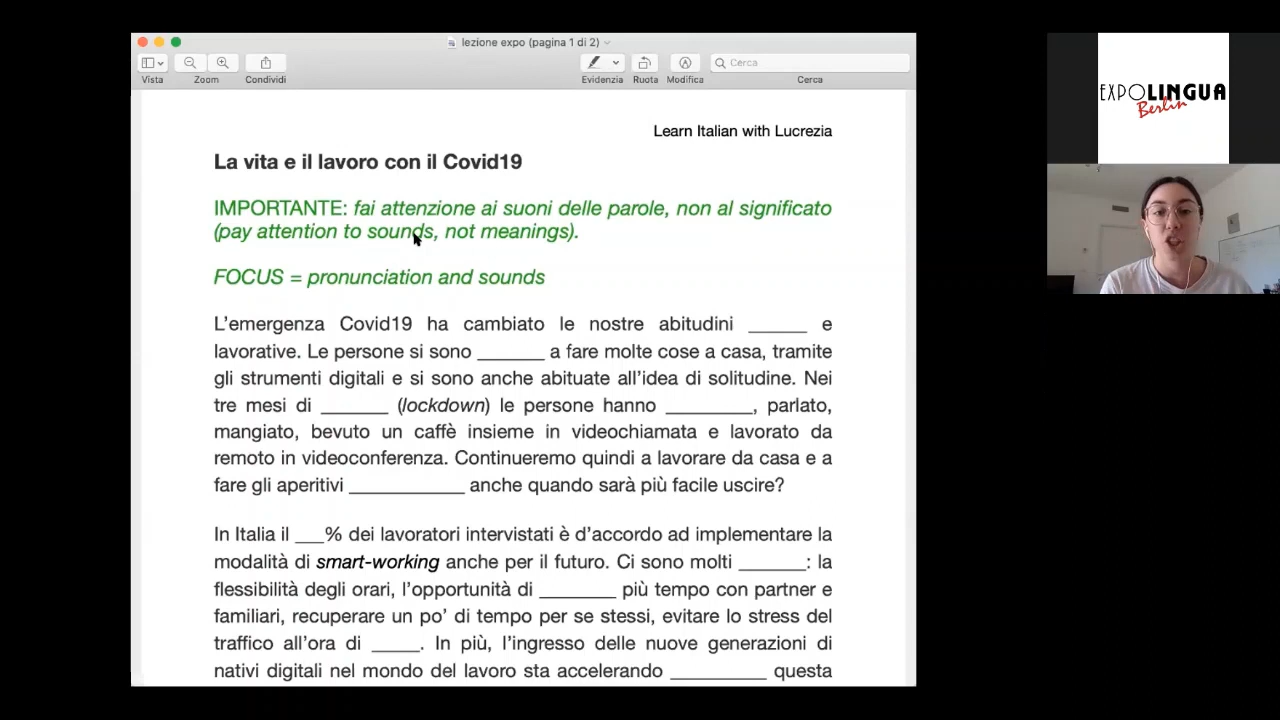 lezione expo (pagina 1 di 2)
Vista
Zoom
Condividi
Evidenzia
Ruota
Modifica
Cerca
Cerca
Learn Italian with Lucrezia
La vita e il lavoro con il Covid19
IMPORTANTE: fai attenzione ai suoni delle parole, non al significato
(pay attention to sounds, not meanings).
FOCUS = pronunciation and sounds
L’emergenza Covid19 ha cambiato le nostre abitudini ______ e
lavorative. Le persone si sono _______ a fare molte cose a casa, tramite
gli strumenti digitali e si sono anche abituate all’idea di solitudine. Nei
tre mesi di _______ (lockdown) le persone hanno _________, parlato,
mangiato, bevuto un caffè insieme in videochiamata e lavorato da
remoto in videoconferenza. Continueremo quindi a lavorare da casa e a
fare gli aperitivi ____________ anche quando sarà più facile uscire?
In Italia il ___% dei lavoratori intervistati è d’accordo ad implementare la
modalità di smart-working anche per il futuro. Ci sono molti _______: la
flessibilità degli orari, l’opportunità di ________ più tempo con partner e
familiari, recuperare un po’ di tempo per se stessi, evitare lo stress del
traffico all’ora di _____. In più, l’ingresso delle nuove generazioni di
nativi digitali nel mondo del lavoro sta accelerando __________ questa
EXPOLINGUA
Berlin